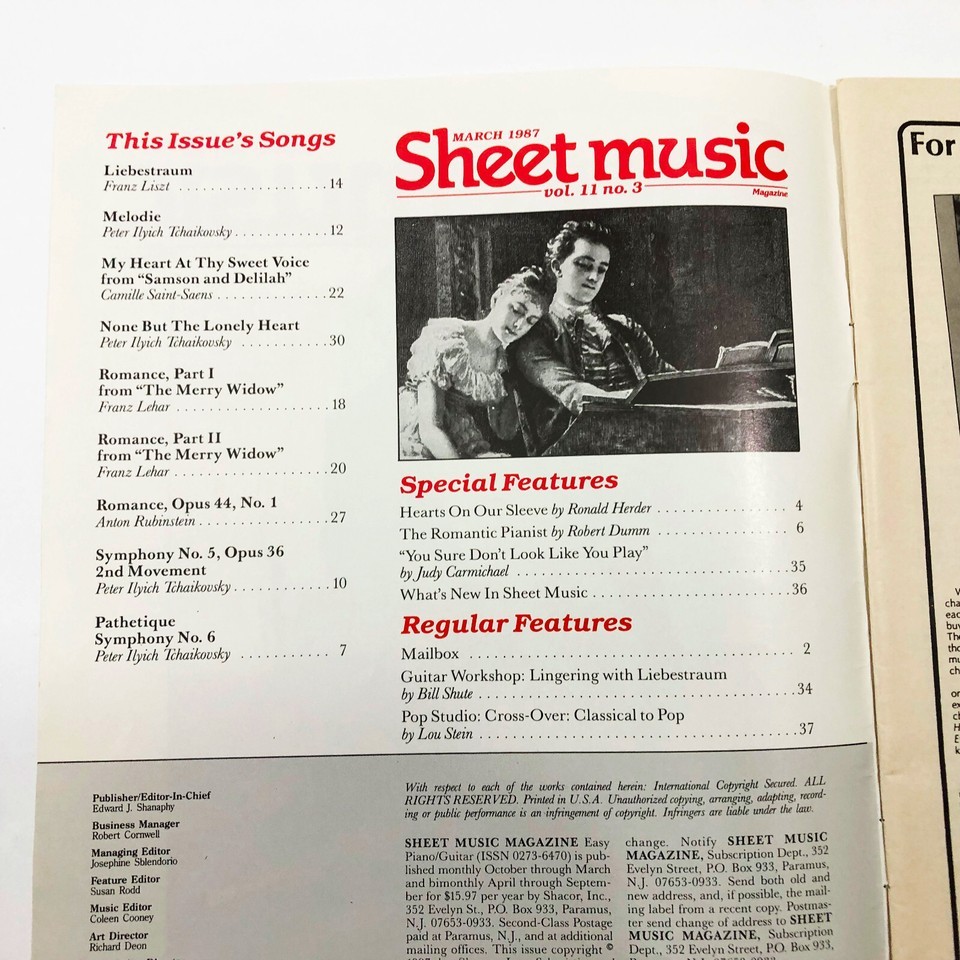 This Issue's Songs
Liebestraum
Franz Liszt . . . . . . . . . . . . . . . . . . . . 14
Melodie
Peter Ilyich Tchaikovsky . . . . . . . . . . . . 12
My Heart At Thy Sweet Voice
from "Samson and Delilah"
Camille Saint-Saens . . . . . . . . . . . . . . 22
None But The Lonely Heart
Peter Ilyich Tchaikovsky . . . . . . . . . . . 30
Romance, Part I
from "The Merry Widow"
Franz Lehar . . . . . . . . . . . . . . . . . . . 18
Romance, Part II
from "The Merry Widow"
Franz Lehar . . . . . . . . . . . . . . . . . . . 20
Romance, Opus 44, No. 1
Anton Rubinstein . . . . . . . . . . . . . . . . 27
Symphony No. 5, Opus 36
2nd Movement
Peter Ilyich Tchaikovsky . . . . . . . . . . . . 10
Pathetique
Symphony No. 6
Peter Ilyich Tchaikovsky . . . . . . . . . . . 7
MARCH 1987
Sheet music
vol. 11 no. 3
Magazine
Special Features
Hearts On Our Sleeve by Ronald Herder . . . . . . . . . . . . . . . 4
The Romantic Pianist by Robert Dumm . . . . . . . . . . . . . . . 6
"You Sure Don't Look Like You Play"
by Judy Carmichael . . . . . . . . . . . . . . . . . . . . . . . . . . . . . . . 35
What's New In Sheet Music . . . . . . . . . . . . . . . . . . . . . . . 36
Regular Features
Mailbox . . . . . . . . . . . . . . . . . . . . . . . . . . . . . . . . . . . . . . 2
Guitar Workshop: Lingering with Liebestraum
by Bill Shute . . . . . . . . . . . . . . . . . . . . . . . . . . . . . . . . . . . . 34
Pop Studio: Cross-Over: Classical to Pop
by Lou Stein . . . . . . . . . . . . . . . . . . . . . . . . . . . . . . . . . . . . 37
Publisher/Editor-In-Chief
Edward J. Shanaphy
Business Manager
Robert Cornwell
Managing Editor
Josephine Sblendorio
Feature Editor
Susan Rodd
Music Editor
Coleen Cooney
Art Director
Richard Deon
With respect to each of the works contained herein: International Copyright Secured. ALL
RIGHTS RESERVED. Printed in U.S.A. Unauthorized copying, arranging, adapting, record-
ing or public performance is an infringement of copyright. Infringers are liable under the law.
SHEET MUSIC MAGAZINE Easy
Piano/Guitar (ISSN 0273-6470) is pub-
lished monthly October through March
and bimonthly April through Septem-
ber for $15.97 per year by Shacor, Inc.,
352 Evelyn St., P.O. Box 933, Paramus,
N.J. 07653-0933. Second-Class Postage
paid at Paramus, N.J., and at additional
mailing offices. This issue copyright ©
change. Notify SHEET MUSIC
MAGAZINE, Subscription Dept., 352
Evelyn Street, P.O. Box 933, Paramus,
N.J. 07653-0933. Send both old and
new address, and, if possible, the mail-
ing label from a recent copy. Postmas-
ter send change of address to SHEET
MUSIC MAGAZINE, Subscription
Dept., 352 Evelyn Street, P.O. Box 933,
For